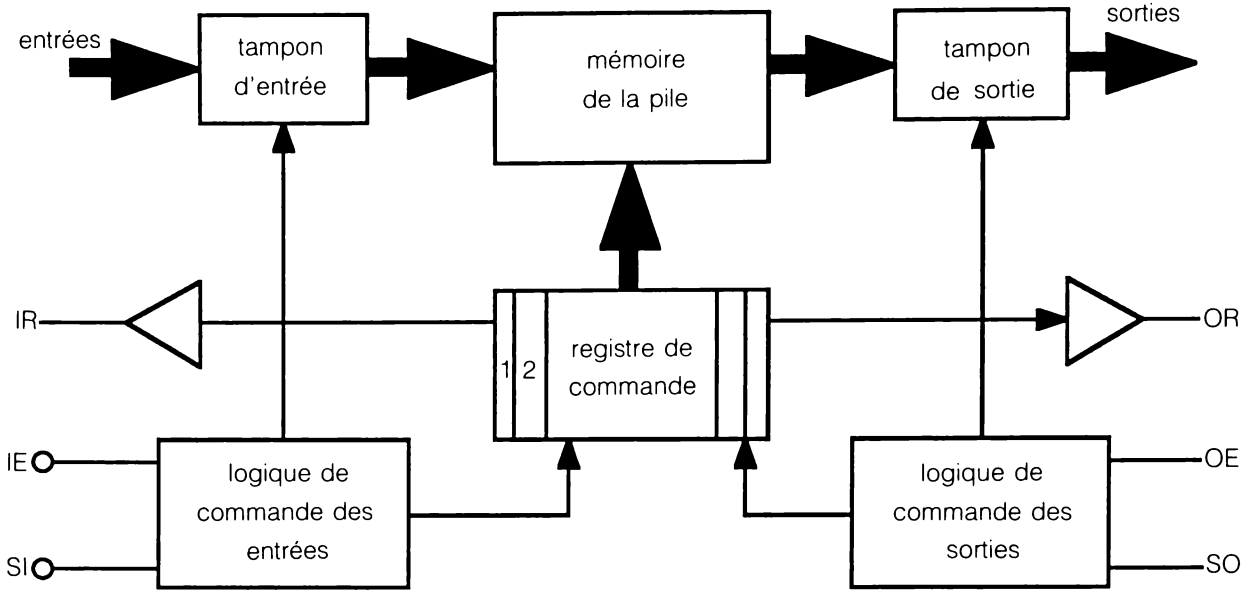 entrées
tampon
d'entrée
mémoire
de la pile
tampon
de sortie
sorties
IR
1 2
registre de
commande
OR
IE
SI
logique de
commande des
entrées
logique de
commande des
sorties
OE
SO